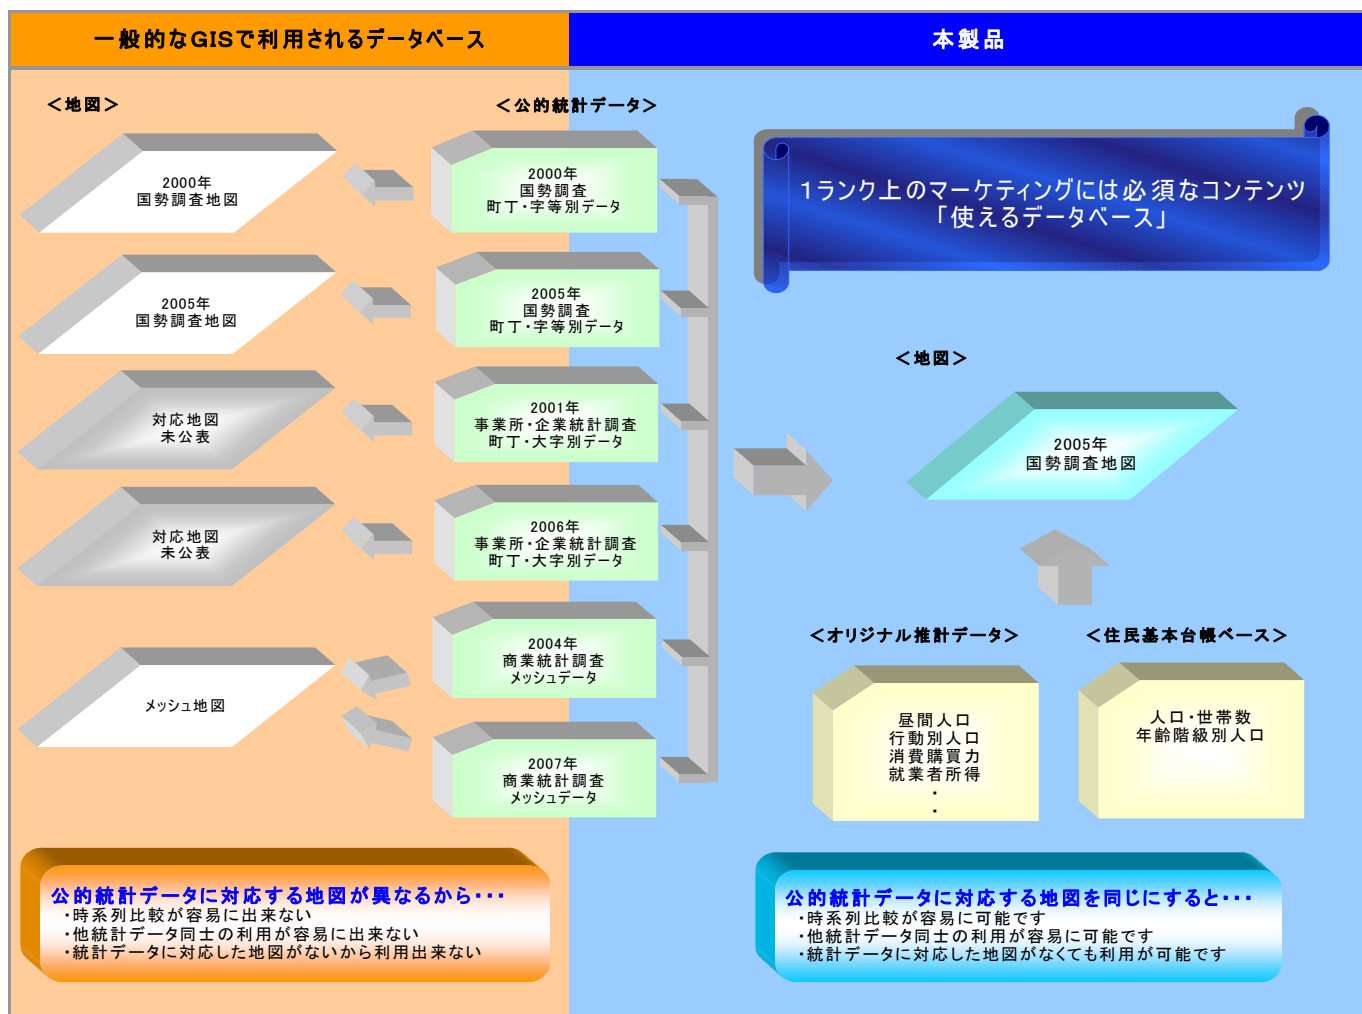 一般的なGISで利用されるデータベース
本製品
＜地図＞
＜公的統計データ＞
2000年
国勢調査地図
2000年
国勢調査
町丁・字等別データ
2005年
国勢調査地図
2005年
国勢調査
町丁・字等別データ
対応地図
未公表
2001年
事業所・企業統計調査
町丁・大字別データ
対応地図
未公表
2006年
事業所・企業統計調査
町丁・大字別データ
メッシュ地図
2004年
商業統計調査
メッシュデータ
2007年
商業統計調査
メッシュデータ
公的統計データに対応する地図が異なるから・・・
・時系列比較が容易に出来ない
・他統計データ同士の利用が容易に出来ない
・統計データに対応した地図がないから利用出来ない
１ランク上のマーケティングには必須なコンテンツ
「使えるデータベース」
＜地図＞
2005年
国勢調査地図
＜オリジナル推計データ＞
昼間人口
行動別人口
消費購買力
就業者所得
・
・
＜住民基本台帳ベース＞
人口・世帯数
年齢階級別人口
公的統計データに対応する地図を同じにすると・・・
・時系列比較が容易に可能です
・他統計データ同士の利用が容易に可能です
・統計データに対応した地図がなくても利用が可能です